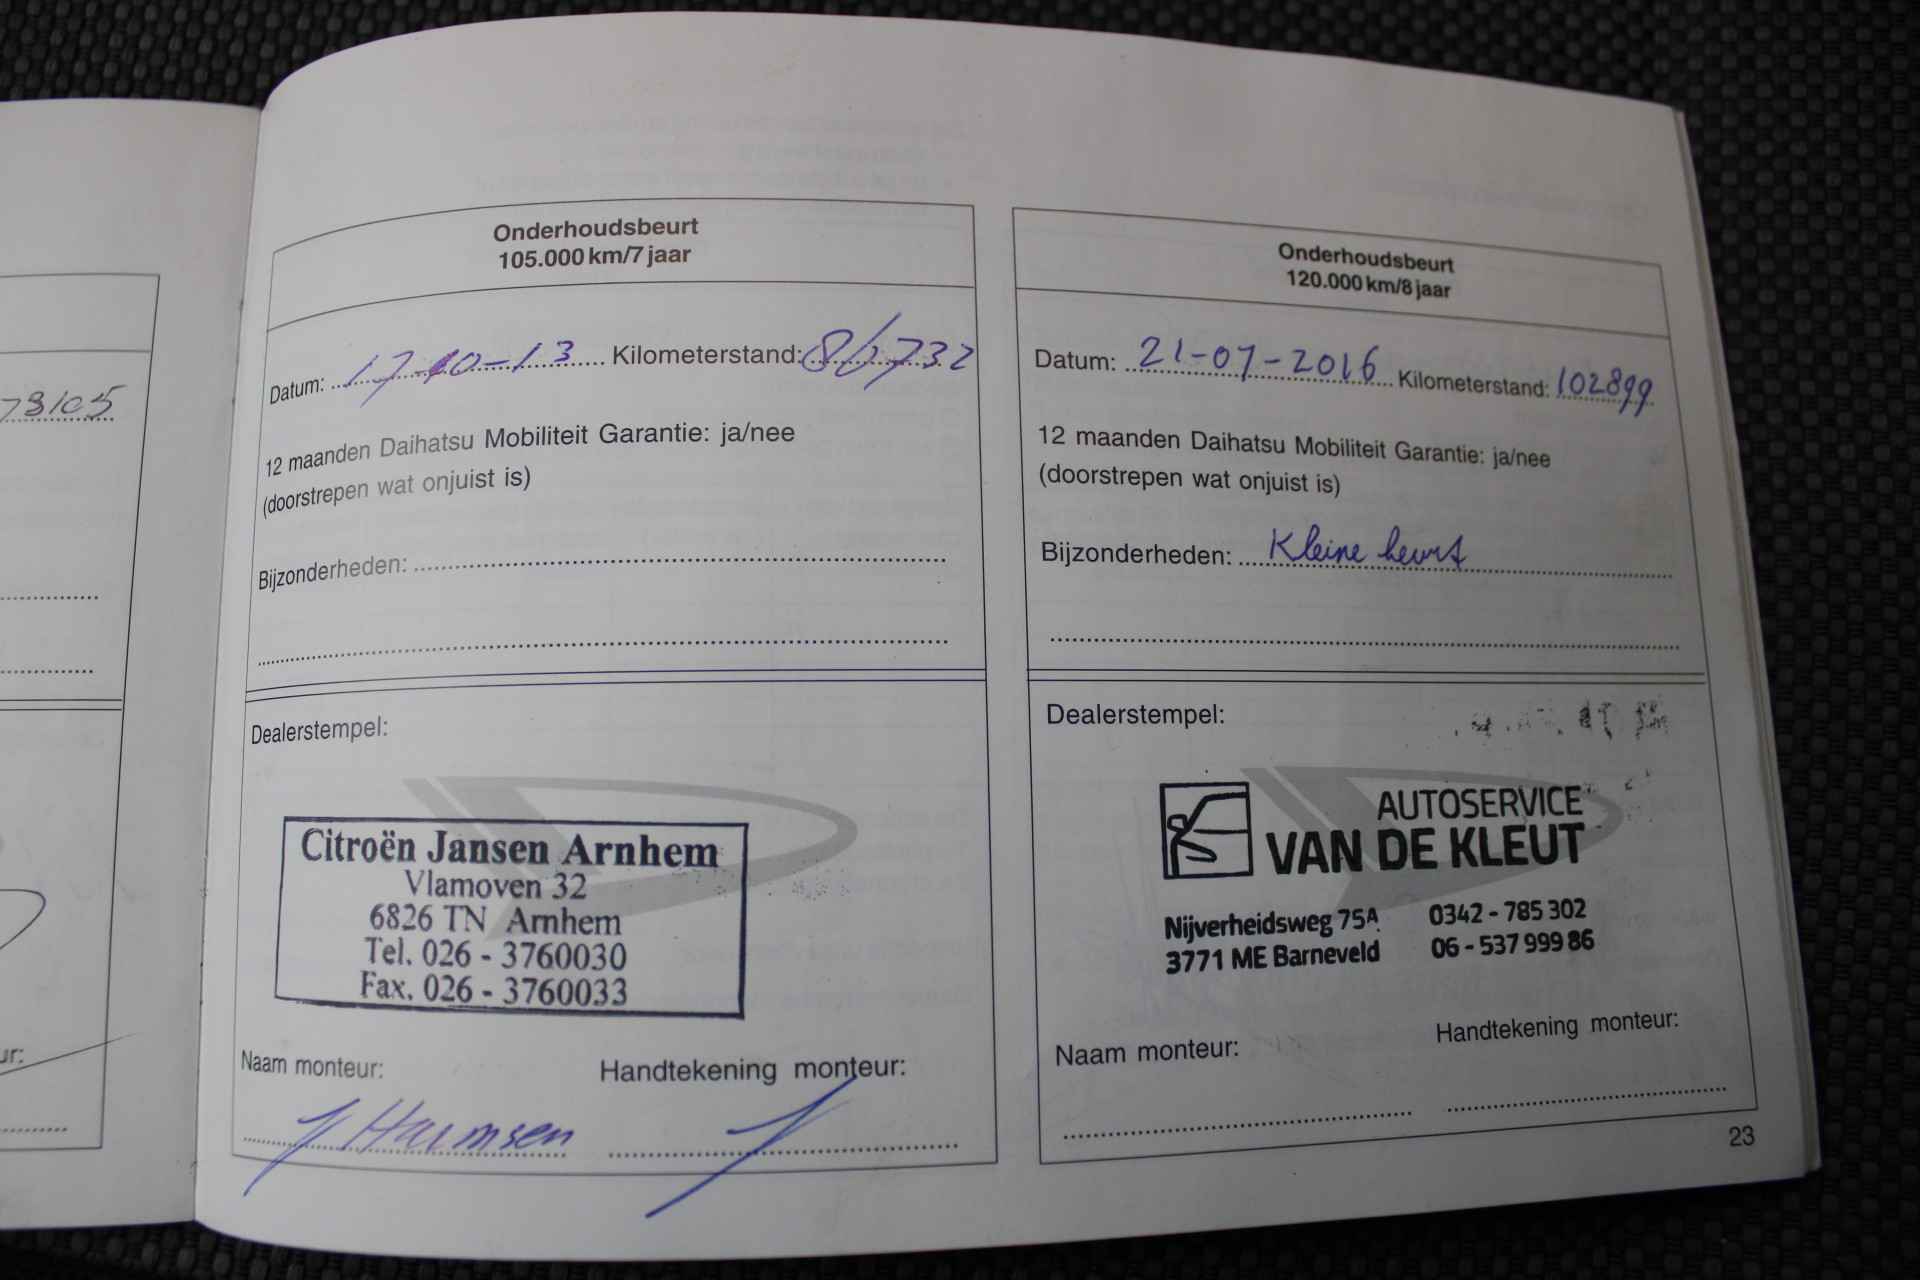 73105
ur:
Onderhoudsbeurt
105.000 km/7 jaar
Datum: 17-10-13 Kilometerstand: 86732
12 maanden Daihatsu Mobiliteit Garantie: ja/nee
(doorstrepen wat onjuist is)
Bijzonderheden:
Dealerstempel:
Citroën Jansen Arnhem
Vlamoven 32
6826 TN Arnhem
Tel. 026 - 3760030
Fax. 026 - 3760033
Naam monteur: Handtekening monteur:
J Harmsen
Onderhoudsbeurt
120.000 km/8 jaar
Datum: 21-07-2016 Kilometerstand: 102899
12 maanden Daihatsu Mobiliteit Garantie: ja/nee
(doorstrepen wat onjuist is)
Bijzonderheden: Kleine beurt
Dealerstempel:
AUTOSERVICE
VAN DE KLEUT
Nijverheidsweg 75A 0342 - 785 302
3771 ME Barneveld 06 - 537 999 86
Naam monteur: Handtekening monteur:
23